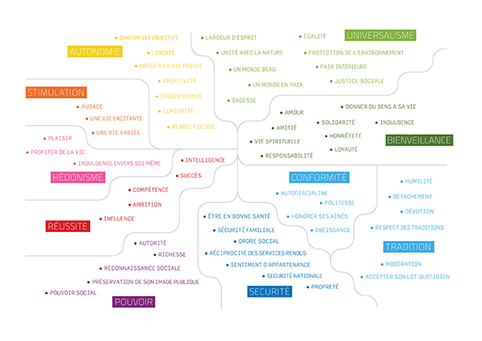 AUTONOMIE
CHOISIR SES OBJECTIFS
LIBERTÉ
DROIT À LA VIE PRIVÉE
CRÉATIVITÉ
INDÉPENDANCE
CURIOSITÉ
RESPECT DE SOI
UNIVERSALISME
LARGEUR D'ESPRIT
ÉGALITÉ
UNITÉ AVEC LA NATURE
PROTECTION DE L'ENVIRONNEMENT
UN MONDE BEAU
PAIX INTÉRIEURE
UN MONDE EN PAIX
JUSTICE SOCIALE
SAGESSE
STIMULATION
AUDACE
UNE VIE EXCITANTE
UNE VIE VARIÉE
BIENVEILLANCE
AMOUR
DONNER DU SENS À SA VIE
AMITIÉ
SOLIDARITÉ
INDULGENCE
VIE SPIRITUELLE
HONNÊTETÉ
LOYAUTÉ
RESPONSABILITÉ
HÉDONISME
PLAISIR
PROFITER DE LA VIE
INDULGENCE ENVERS SOI-MÊME
RÉUSSITE
INTELLIGENCE
SUCCÈS
COMPÉTENCE
AMBITION
INFLUENCE
CONFORMITÉ
AUTODISCIPLINE
POLITESSE
HONORER SES AÎNÉS
OBÉISSANCE
TRADITION
HUMILITÉ
DÉTACHEMENT
DÉVOTION
RESPECT DES TRADITIONS
MODÉRATION
ACCEPTER SON LOT QUOTIDIEN
SECURITÉ
ÊTRE EN BONNE SANTÉ
SÉCURITÉ FAMILIALE
ORDRE SOCIAL
RÉCIPROCITÉ DES SERVICES RENDUS
SENTIMENT D'APPARTENANCE
SECURITÉ NATIONALE
PROPRETÉ
POUVOIR
AUTORITÉ
RICHESSE
RECONNAISSANCE SOCIALE
PRÉSERVATION DE SON IMAGE PUBLIQUE
POUVOIR SOCIAL